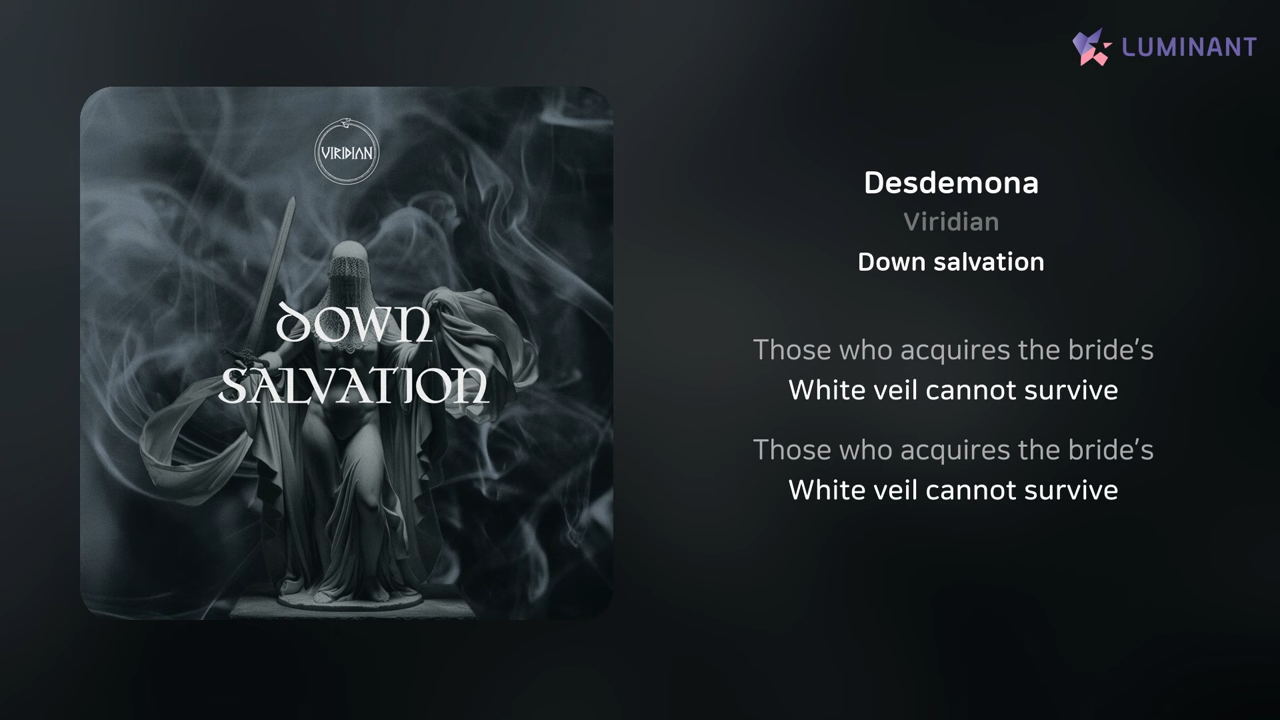 LUMINANT
VIRIDIAN
DOWN
SALVATION
Desdemona
Viridian
Down salvation
Those who acquires the bride's
White veil cannot survive
Those who acquires the bride's
White veil cannot survive